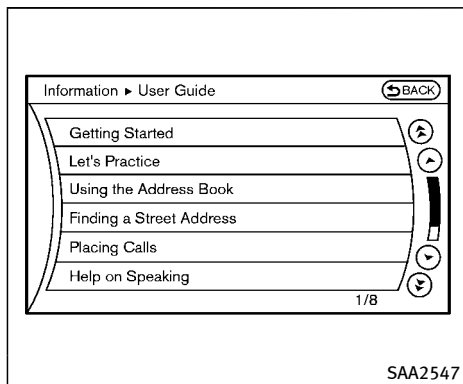 Information ▸ User Guide
BACK
Getting Started
Let's Practice
Using the Address Book
Finding a Street Address
Placing Calls
Help on Speaking
1/8
SAA2547